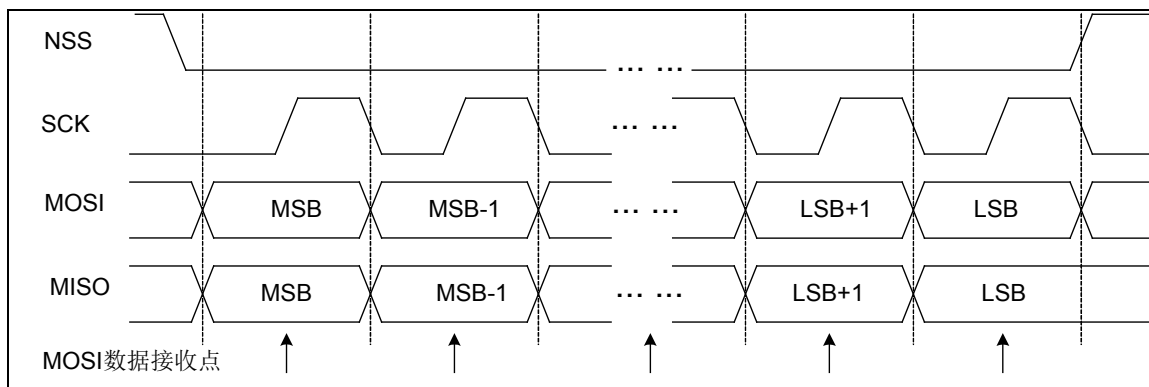 NSS
... ...
SCK
... ...
MOSI MSB MSB-1 ... ... LSB+1 LSB
MISO MSB MSB-1 ... ... LSB+1 LSB
MOSI数据接收点